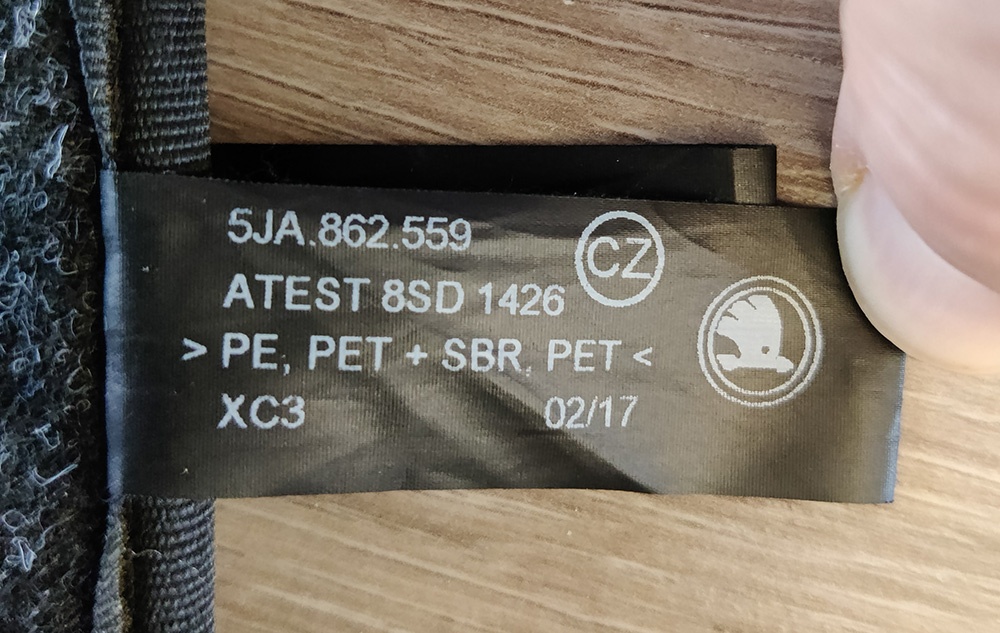 5JA.862.559
CZ
ATEST 8SD 1426
> PE, PET + SBR, PET <
XC3 02/17